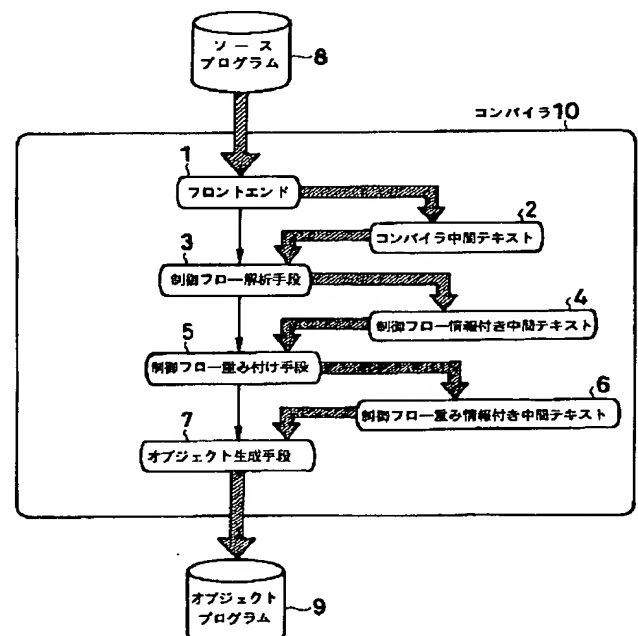 ソース
プログラム
8
コンパイラ 10
1
フロントエンド
2
コンパイラ中間テキスト
3
制御フロー解析手段
4
制御フロー情報付き中間テキスト
5
制御フロー重み付け手段
6
制御フロー重み情報付き中間テキスト
7
オブジェクト生成手段
オブジェクト
プログラム
9